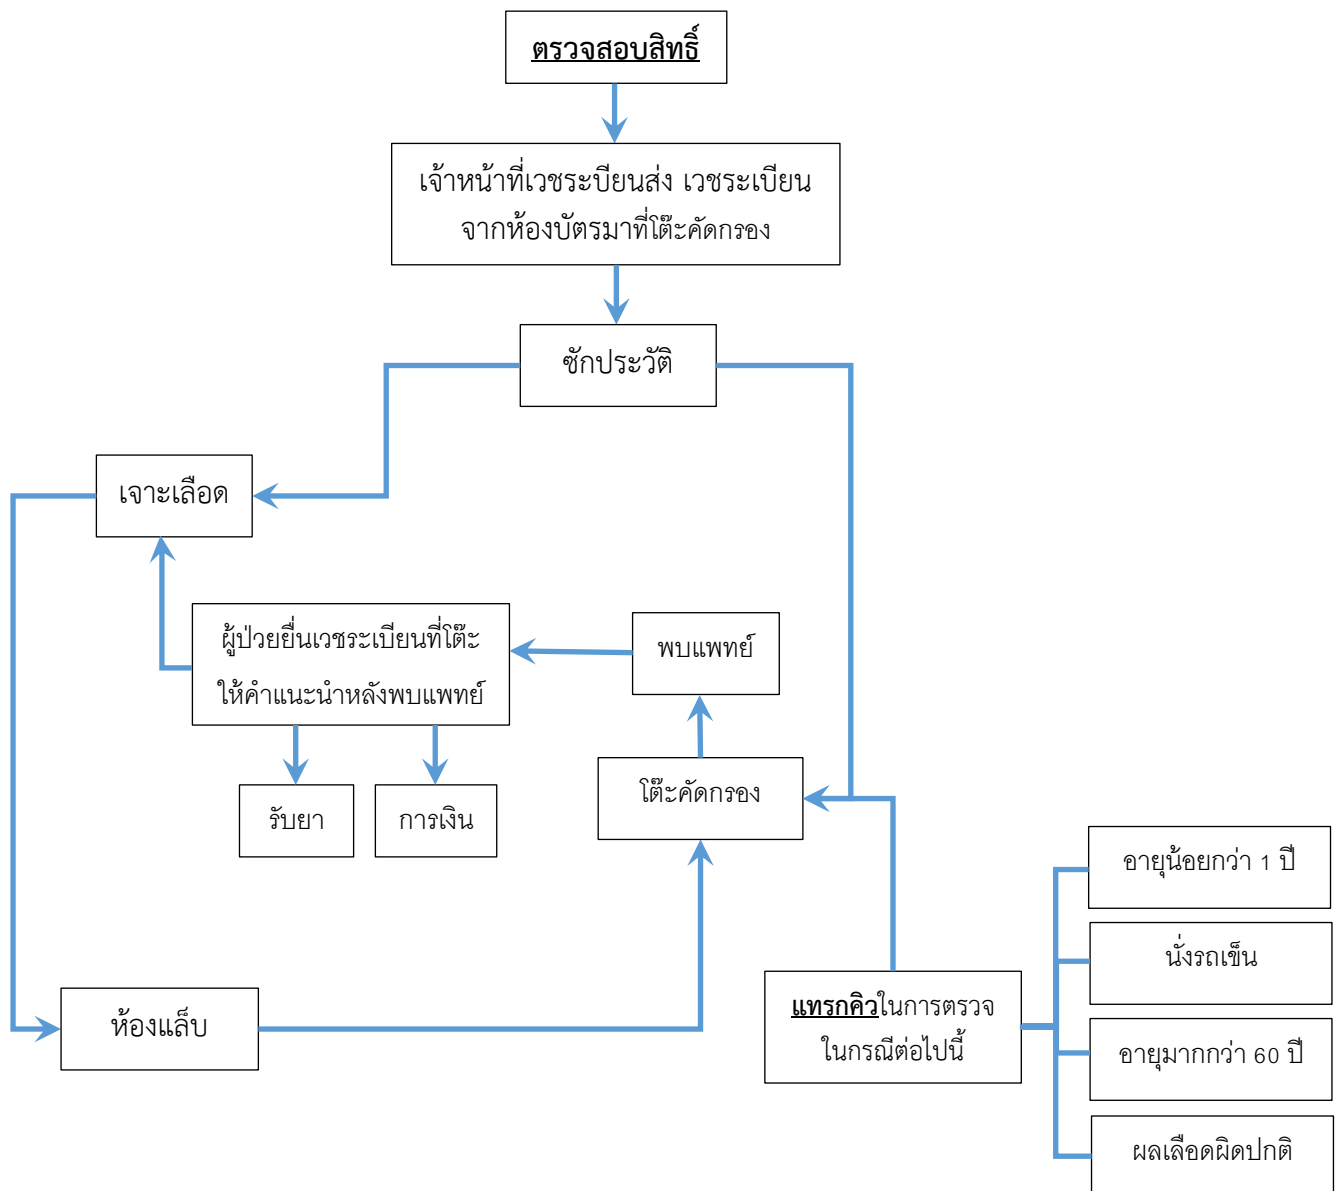 ตรวจสอบสิทธิ์
เจ้าหน้าที่เวชระบียนส่ง เวชระเบียน
จากห้องบัตรมาที่โต๊ะคัดกรอง
ซักประวัติ
เจาะเลือด
ผู้ป่วยยื่นเวชระเบียนที่โต๊ะ
ให้คำแนะนำหลังพบแพทย์
พบแพทย์
โต๊ะคัดกรอง
รับยา
การเงิน
อายุน้อยกว่า 1 ปี
นั่งรถเข็น
แทรกคิวในการตรวจ
ในกรณีต่อไปนี้
ห้องแล็บ
อายุมากกว่า 60 ปี
ผลเลือดผิดปกติ